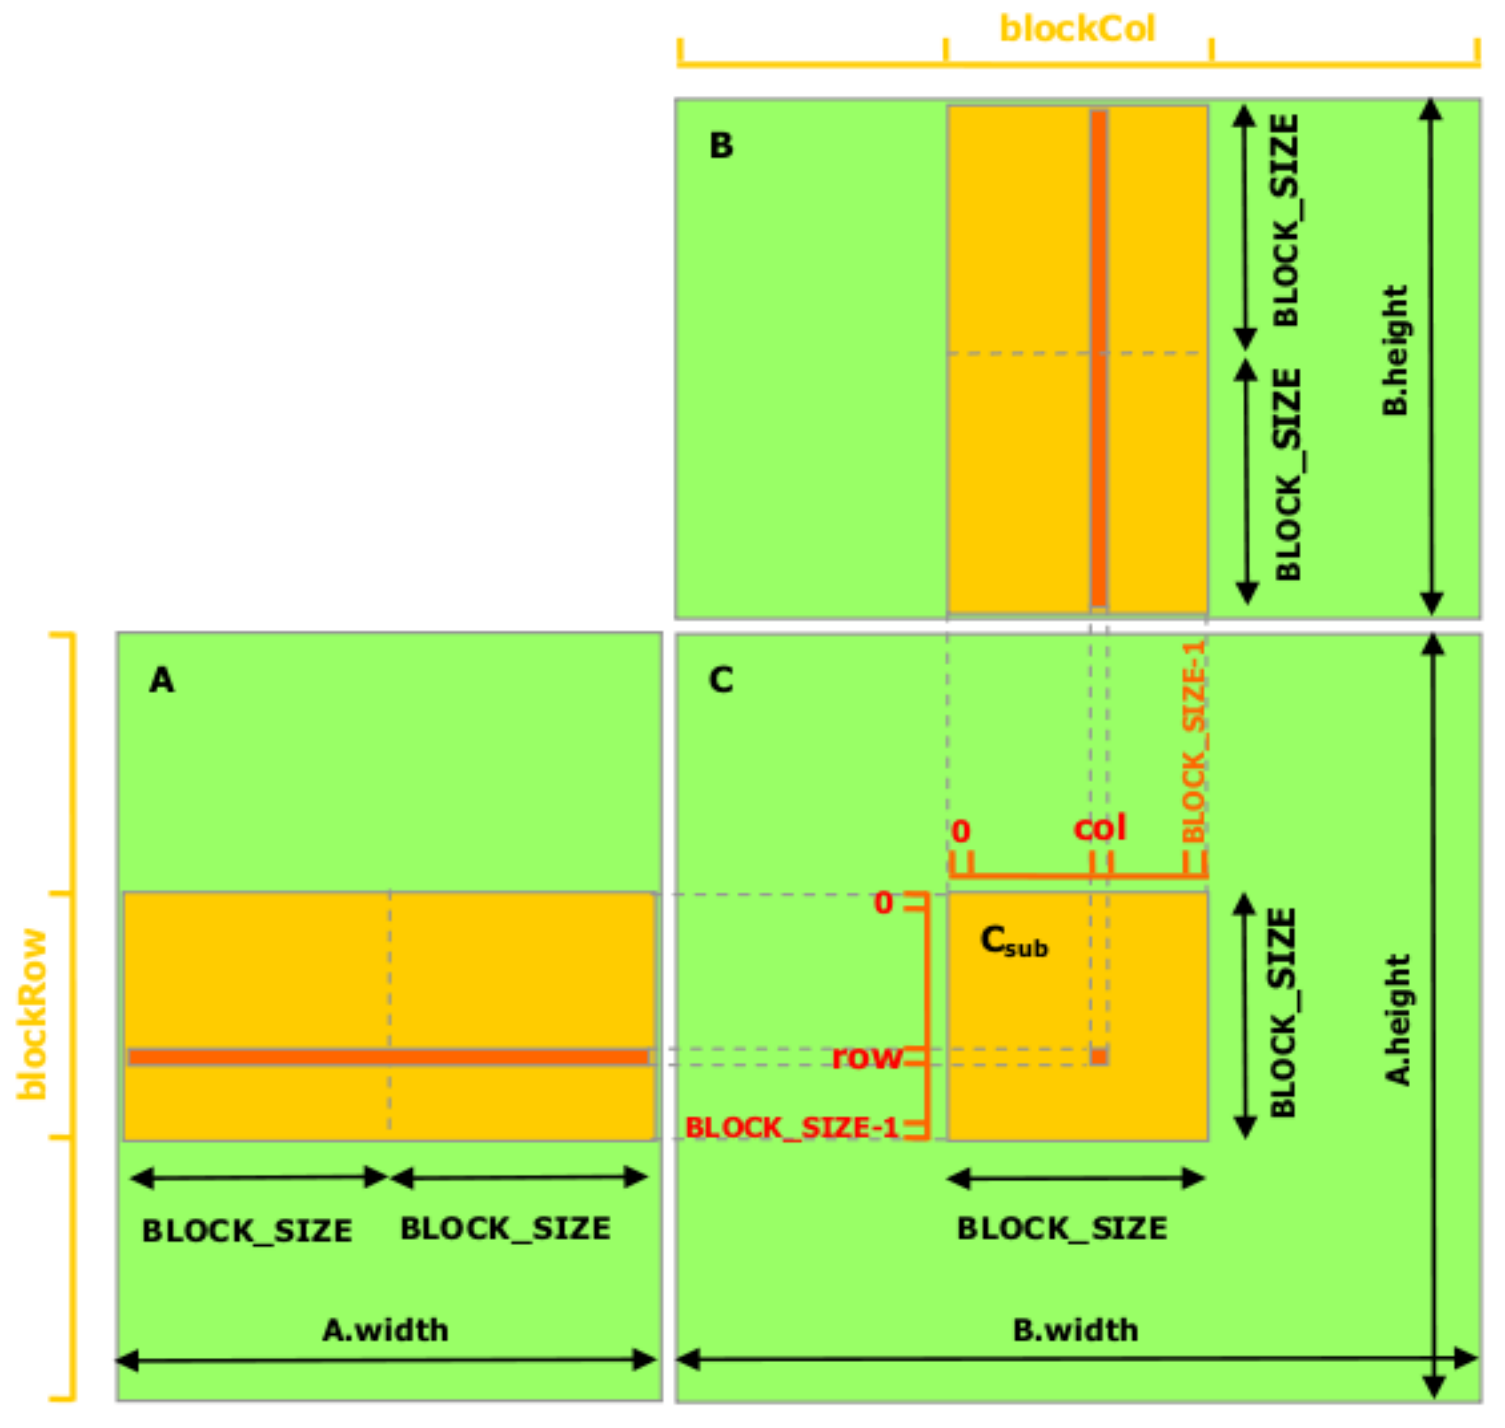 blockCol
B
BLOCK_SIZE
B.height
BLOCK_SIZE
A
C
BLOCK_SIZE-1
0
col
0
Csub
blockRow
BLOCK_SIZE
A.height
row
BLOCK_SIZE-1
BLOCK_SIZE
BLOCK_SIZE
BLOCK_SIZE
A.width
B.width